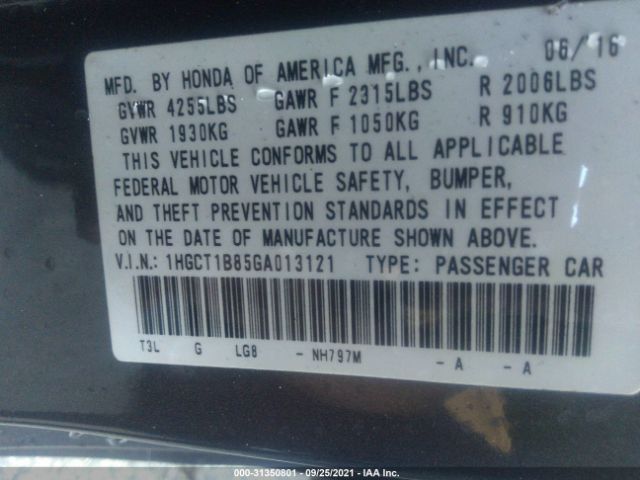 MFD. BY HONDA OF AMERICA MFG., INC. 06/16
GVWR 4255LBS GAWR F 2315LBS R 2006LBS
GVWR 1930KG GAWR F 1050KG R 910KG
THIS VEHICLE CONFORMS TO ALL APPLICABLE
FEDERAL MOTOR VEHICLE SAFETY, BUMPER,
AND THEFT PREVENTION STANDARDS IN EFFECT
ON THE DATE OF MANUFACTURE SHOWN ABOVE.
V.I.N.: 1HGCT1B85GA013121 TYPE: PASSENGER CAR
T3L G LG8 - NH797M - A - A
000-31350801 - 09/25/2021 - IAA Inc.